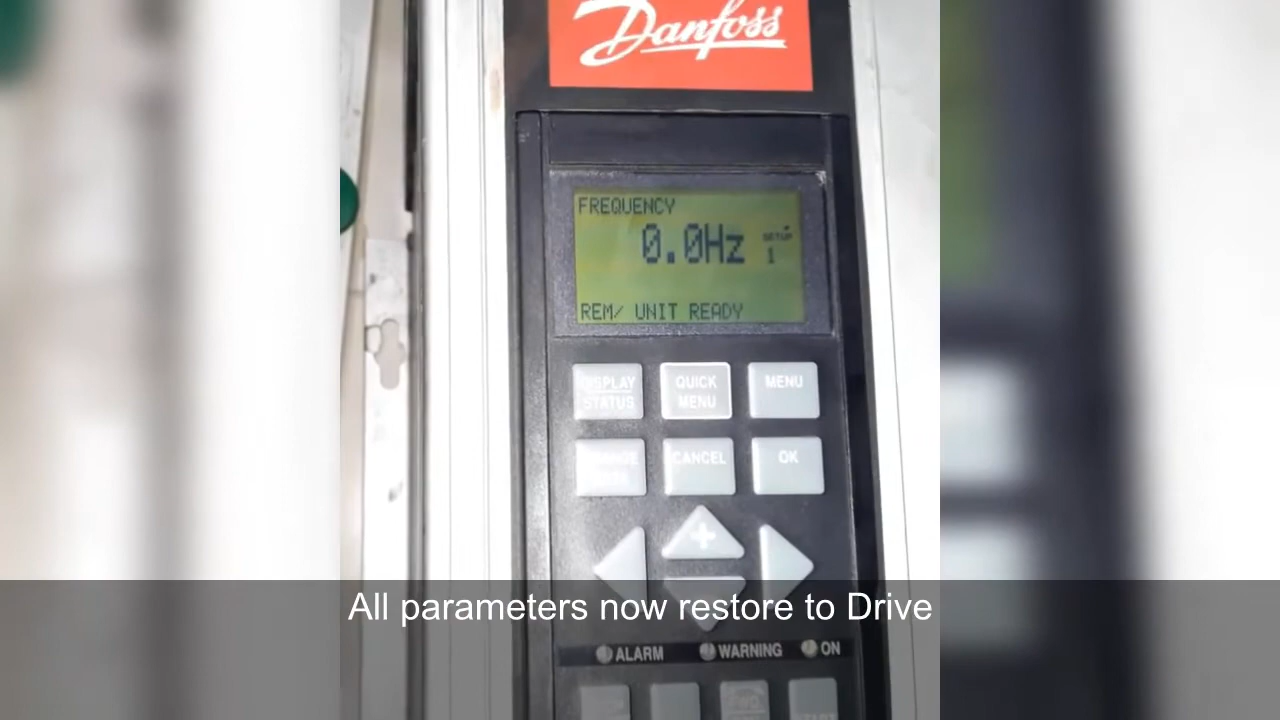 Danfoss
FREQUENCY
0.0Hz
SETUP
1
REM/ UNIT READY
DISPLAY
STATUS
QUICK
MENU
MENU
CANCEL
OK
+
All parameters now restore to Drive
ALARM
WARNING
ON